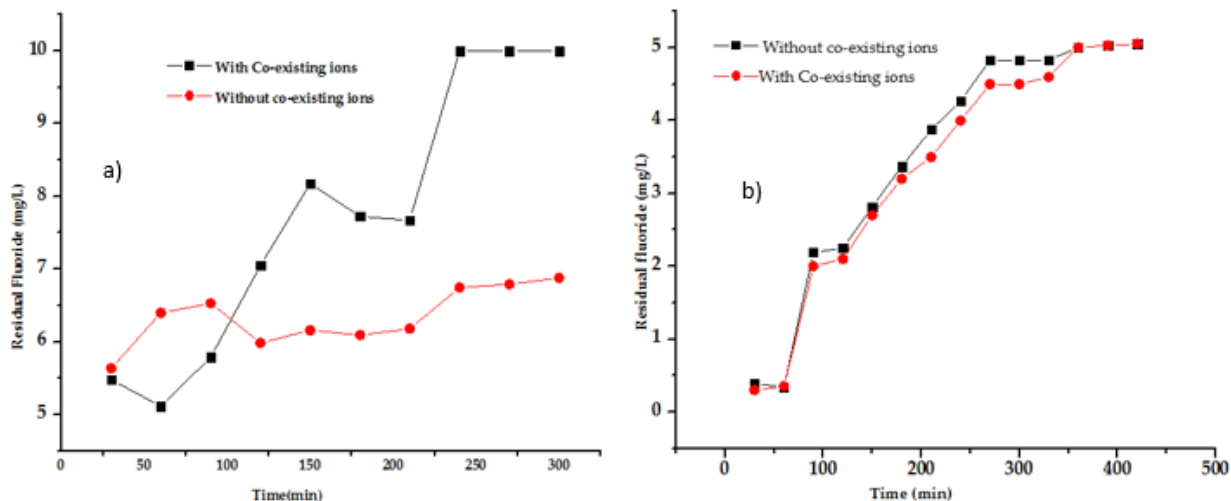 With Co-existing ions
Without co-existing ions
a)
10
9
8
7
6
5
Residual Fluoride (mg/L)
0
50
100
150
200
250
300
Time(min)
Without co-existing ions
With Co-existing ions
b)
5
4
3
2
1
0
Residual fluoride (mg/L)
0
100
200
300
400
500
Time (min)